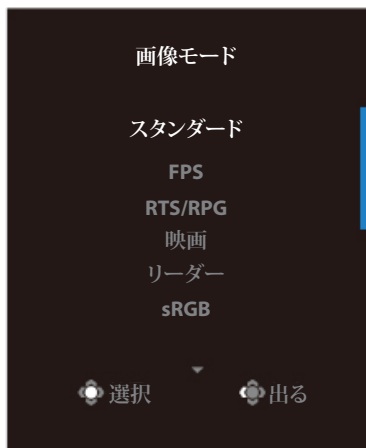 画像モード
スタンダード
FPS
RTS/RPG
映画
リーダー
sRGB
選択 出る